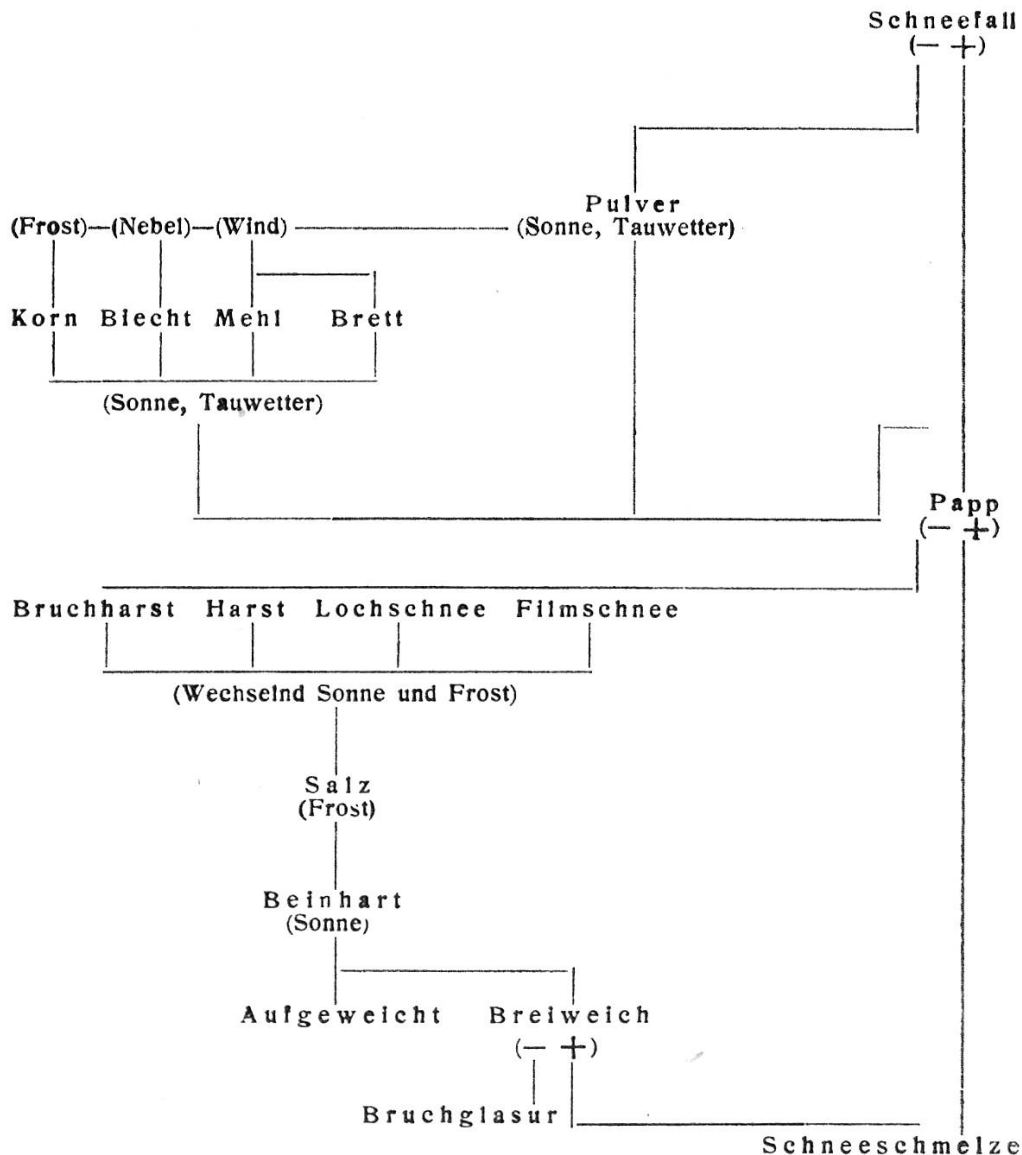 Schneefall
(— +)
Pulver
(Frost)—(Nebel)—(Wind)
(Sonne, Tauwetter)
Korn Biecht Mehl Brett
(Sonne, Tauwetter)
Papp
(— +)
Bruchharst Harst Lochschnee Filmschnee
(Wechselnd Sonne und Frost)
Salz
(Frost)
Beinhart
(Sonne)
Aufgeweicht Breiweich
(— +)
Bruchglasur
Schneeschmelze